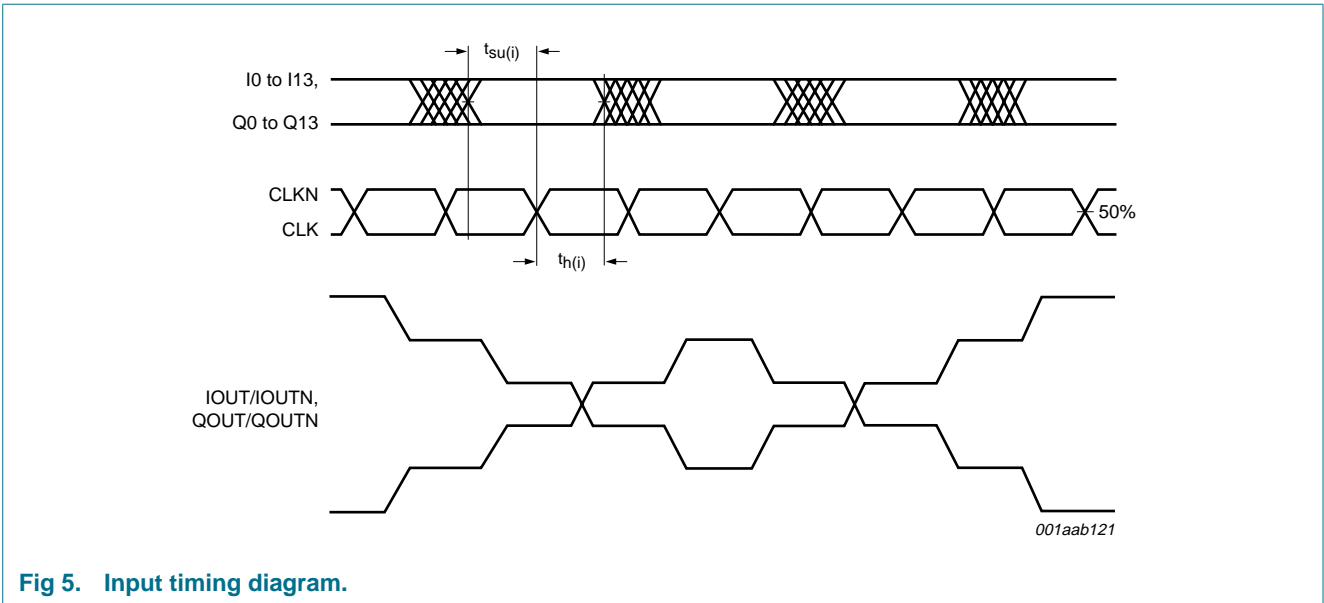 t_su(i)
I0 to I13,
Q0 to Q13
CLKN
CLK
50%
t_h(i)
IOUT/IOUTN,
QOUT/QOUTN
001aab121
Fig 5. Input timing diagram.